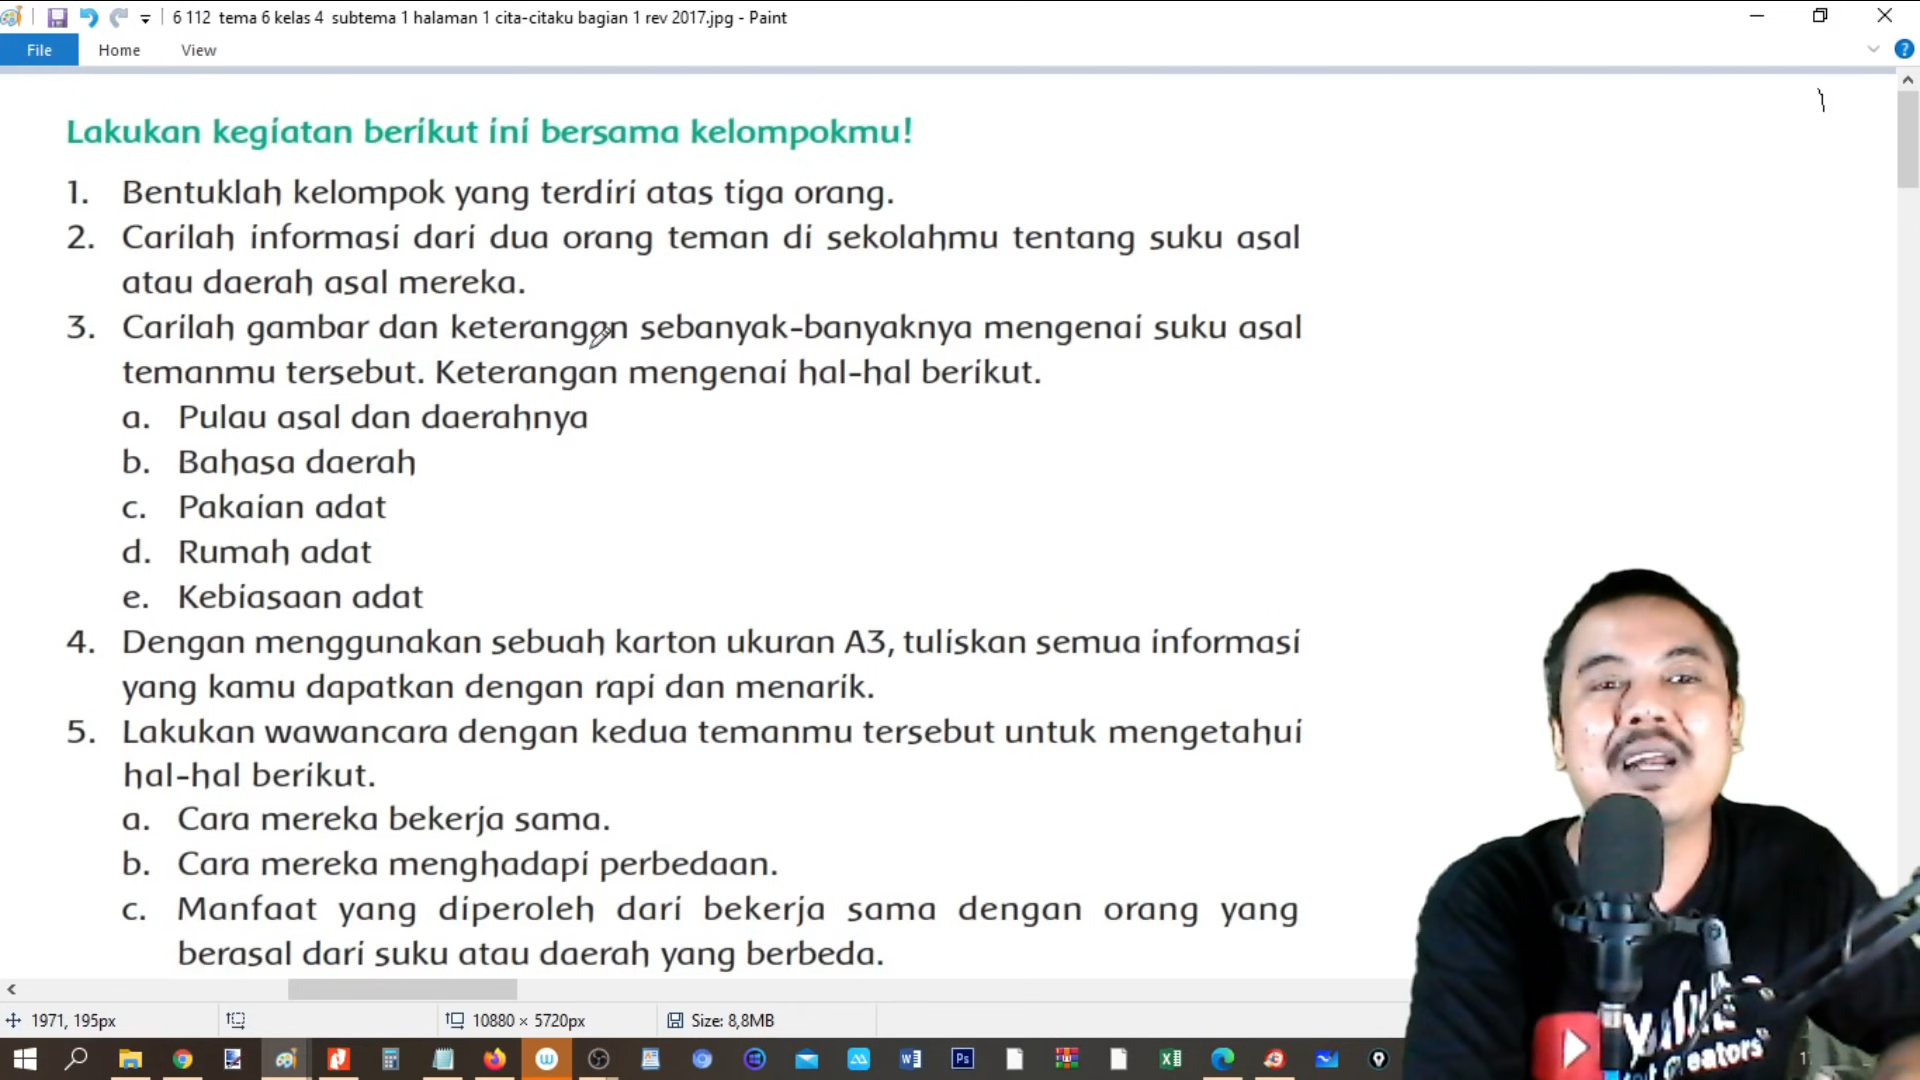 6 112 tema 6 kelas 4 subtema 1 halaman 1 cita-citaku bagian 1 rev 2017.jpg - Paint
File Home View
Lakukan kegiatan berikut ini bersama kelompokmu!
1. Bentuklah kelompok yang terdiri atas tiga orang.
2. Carilah informasi dari dua orang teman di sekolahmu tentang suku asal
atau daerah asal mereka.
3. Carilah gambar dan keterangan sebanyak-banyaknya mengenai suku asal
temanmu tersebut. Keterangan mengenai hal-hal berikut.
a. Pulau asal dan daerahnya
b. Bahasa daerah
c. Pakaian adat
d. Rumah adat
e. Kebiasaan adat
4. Dengan menggunakan sebuah karton ukuran A3, tuliskan semua informasi
yang kamu dapatkan dengan rapi dan menarik.
5. Lakukan wawancara dengan kedua temanmu tersebut untuk mengetahui
hal-hal berikut.
a. Cara mereka bekerja sama.
b. Cara mereka menghadapi perbedaan.
c. Manfaat yang diperoleh dari bekerja sama dengan orang yang
berasal dari suku atau daerah yang berbeda.
1971, 195px 10880 × 5720px Size: 8,8MB